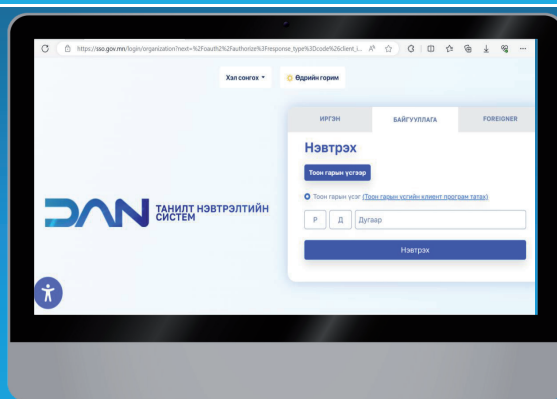 https://sso.gov.mn/login/organization?next=%2Foauth2%2Fauthorize%3Fresponse_type%3Dcode%26client_i...
Хэл сонгох
Өдрийн горим
ИРГЭН
БАЙГУУЛЛАГА
FOREIGNER
Нэвтрэх
Тоон гарын үсгээр
Тоон гарын үсэг (Тоон гарын үсгийн клиент програм татах)
Р
Д
Дугаар
Нэвтрэх
DAN
ТАНИЛТ НЭВТРЭЛТИЙН
СИСТЕМ